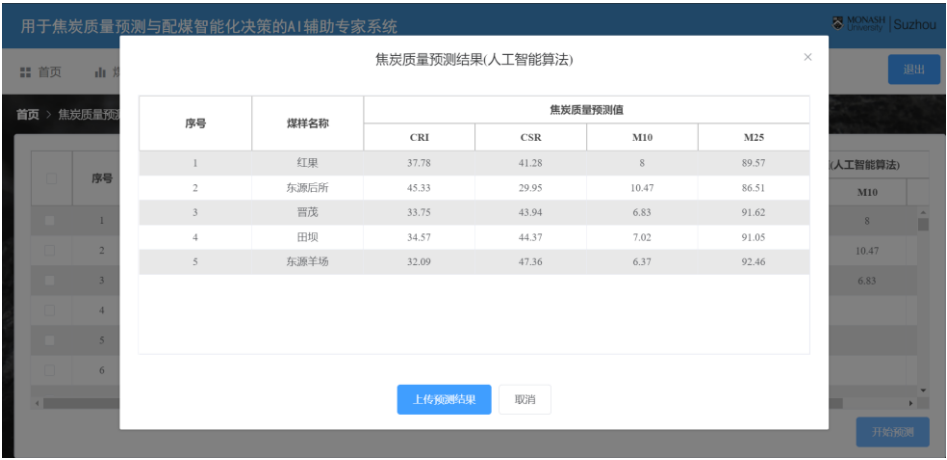 用于焦炭质量预测与配煤智能化决策的AI辅助专家系统
MONASH University | Suzhou
焦炭质量预测结果(人工智能算法) ×
首页
退出
首页 > 焦炭质量预
序号 煤样名称 焦炭质量预测值
CRI CSR M10 M25
1 红果 37.78 41.28 8 89.57
2 东源后所 45.33 29.95 10.47 86.51
3 晋茂 33.75 43.94 6.83 91.62
4 田坝 34.57 44.37 7.02 91.05
5 东源羊场 32.09 47.36 6.37 92.46
序号
(人工智能算法)
M10
1 8
2 10.47
3 6.83
4
5
6
上传预测结果 取消
开始预测